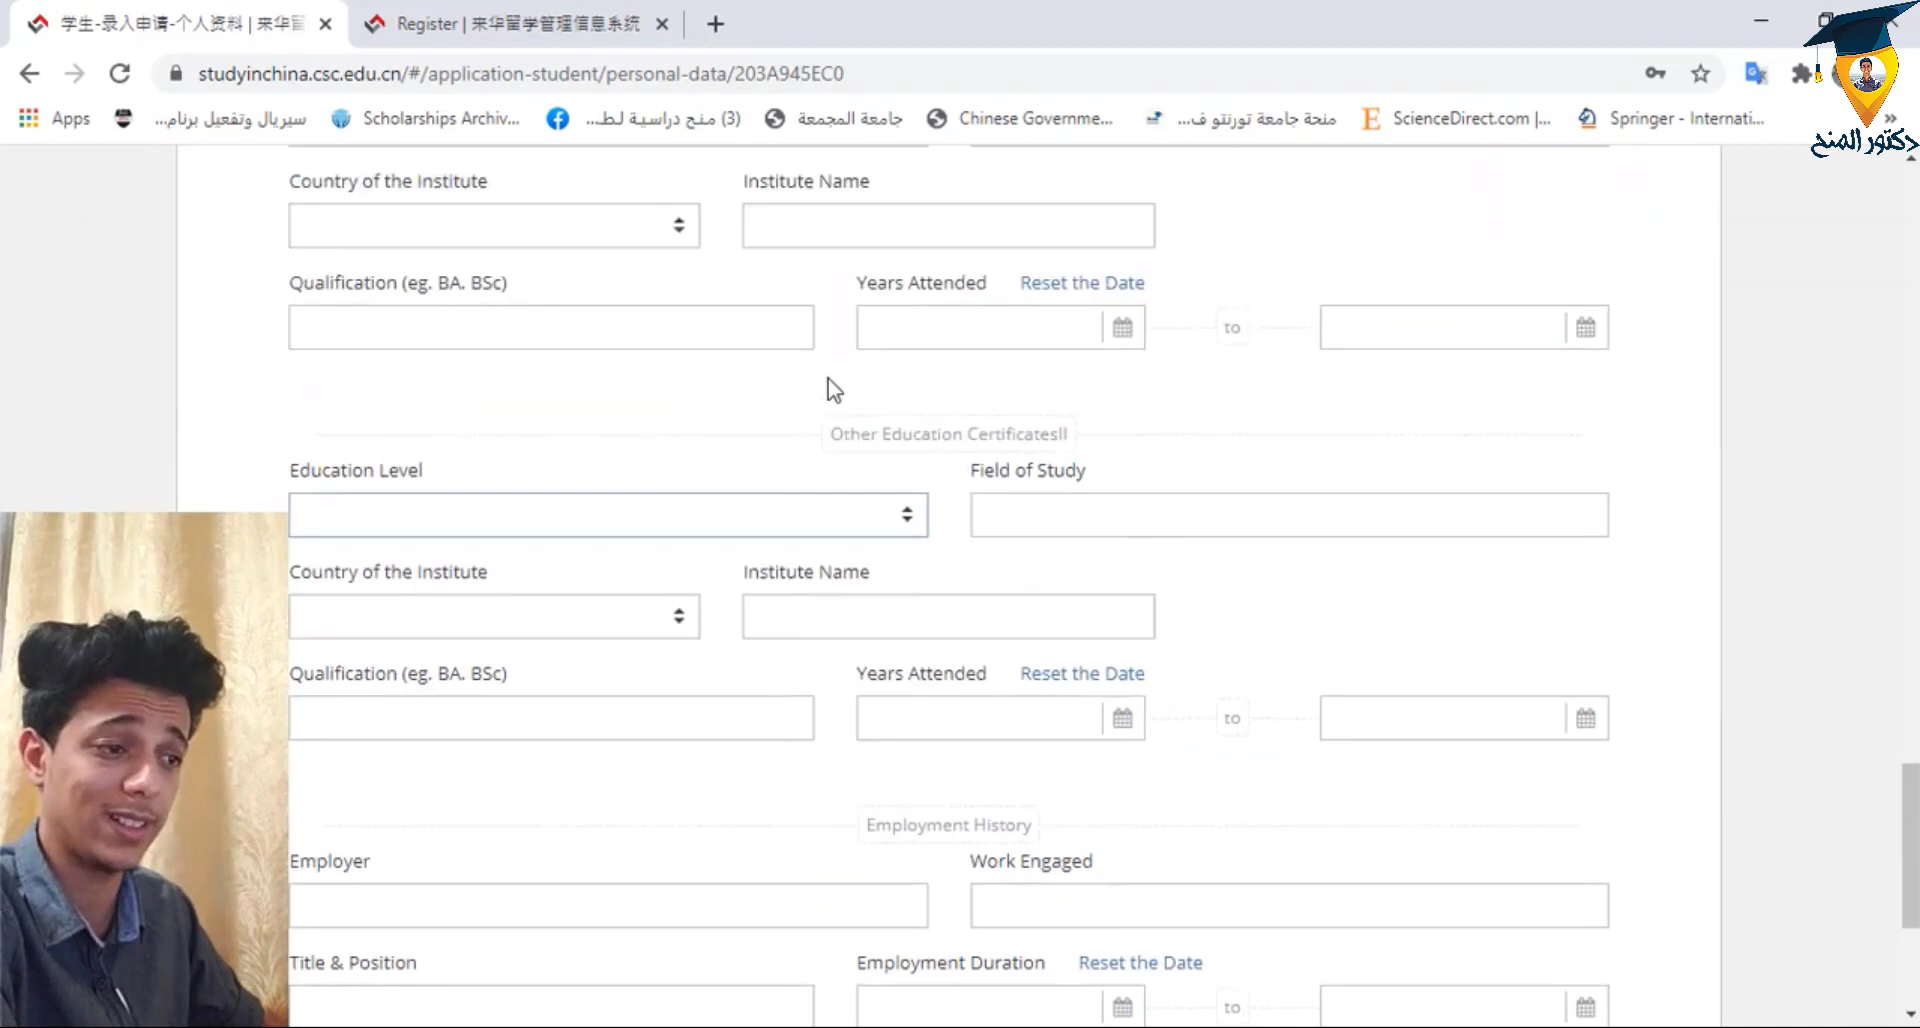 学生-录入申请-个人资料 | 来华留
Register | 来华留学管理信息系统
studyinchina.csc.edu.cn/#/application-student/personal-data/203A945EC0
Apps
سيريال وتفعيل برنام...
Scholarships Archiv...
(3) منح دراسية لط...
جامعة المجمعة
Chinese Governme...
منحة جامعة تورنتو ف...
ScienceDirect.com |...
Springer - Internati...
دكتور المنح
Country of the Institute
Institute Name
Qualification (eg. BA. BSc)
Years Attended
Reset the Date
to
Other Education CertificatesII
Education Level
Field of Study
Country of the Institute
Institute Name
Qualification (eg. BA. BSc)
Years Attended
Reset the Date
to
Employment History
Employer
Work Engaged
Title & Position
Employment Duration
Reset the Date
to